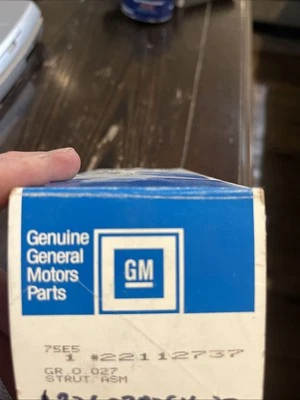 Genuine
General
Motors
Parts
GM
75E5
1 #22112737
GR 0.027
STRUT ASM